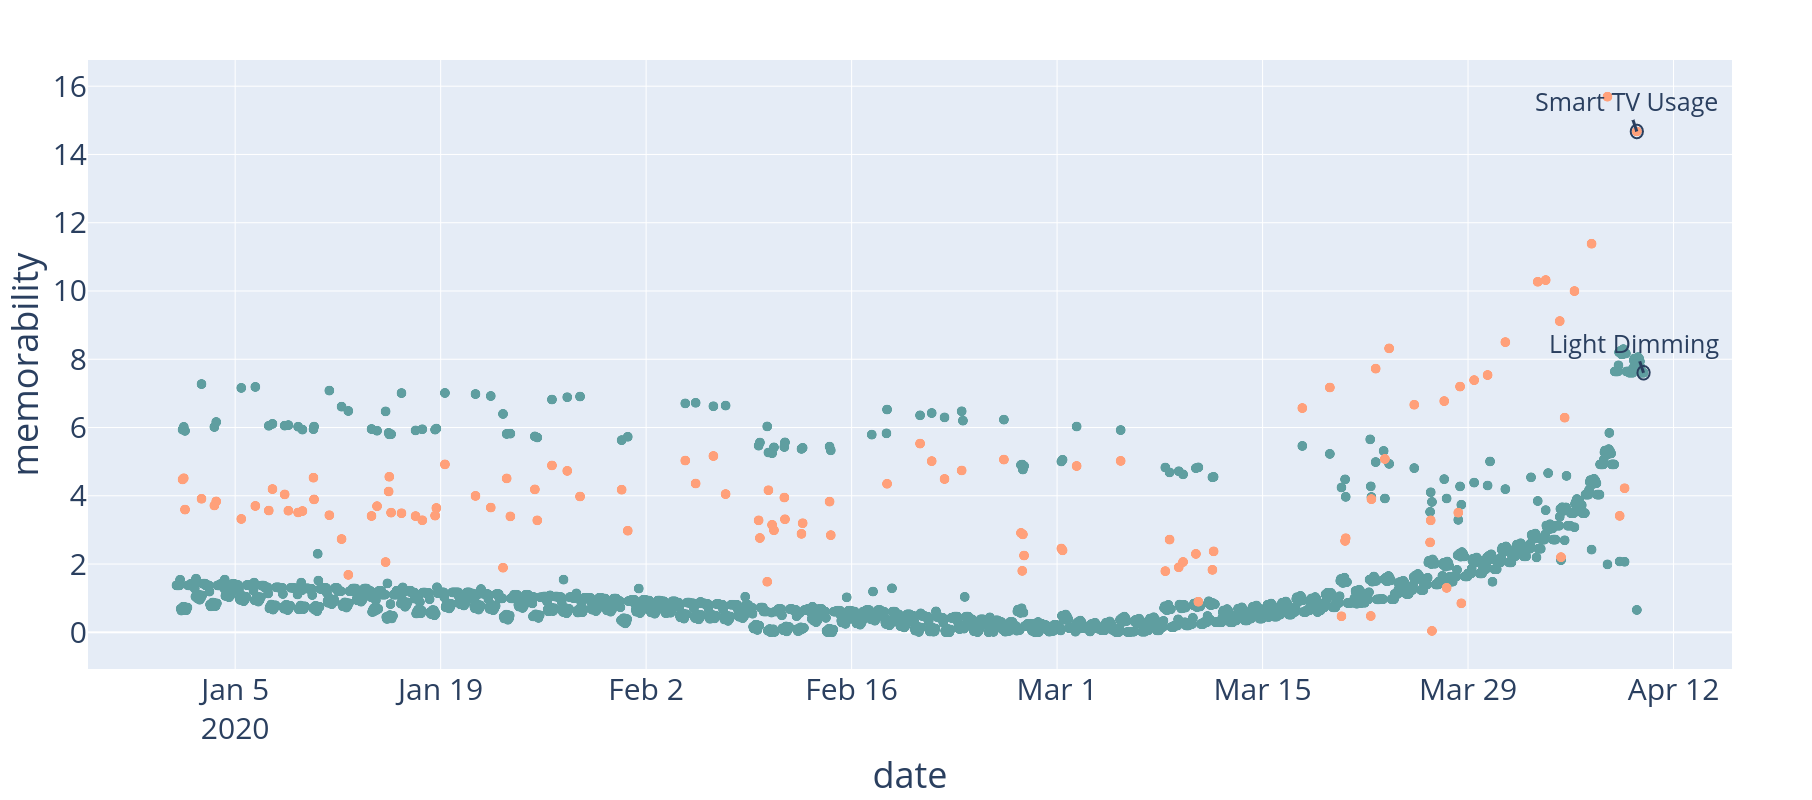 16
14
12
10
8
6
4
2
0
memorability
Smart TV Usage
Light Dimming
Jan 5
2020
Jan 19
Feb 2
Feb 16
Mar 1
Mar 15
Mar 29
Apr 12
date